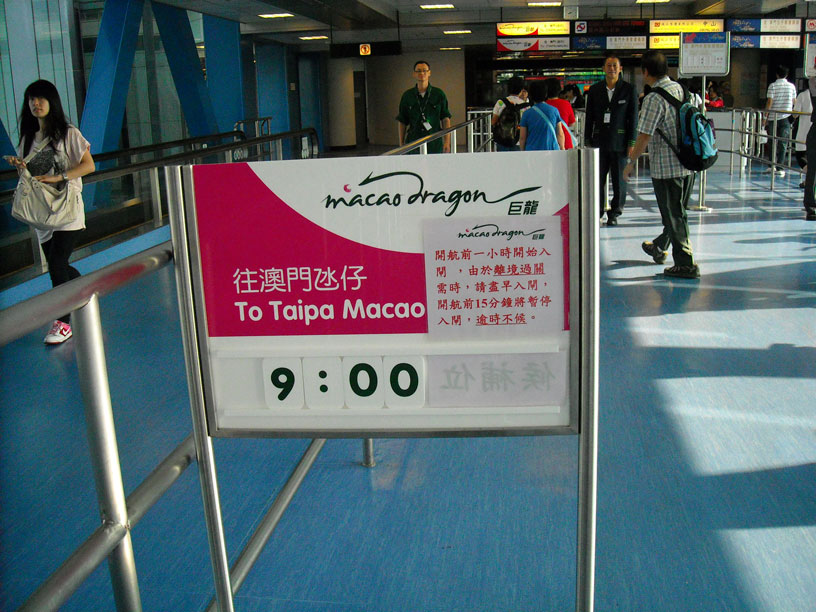 macao dragon
巨龍
macao dragon 巨龍
開航前一小時開始入
閘，由於離境過關
需時，請盡早入閘，
開航前15分鐘將暫停
入閘，逾時不候。
往澳門氹仔
To Taipa Macao
9:00
候補位